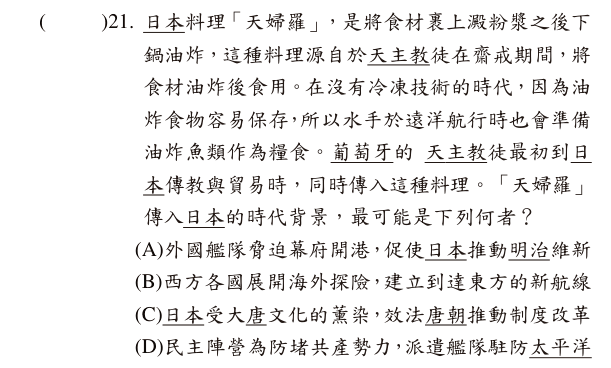 (　　)21. 日本料理「天婦羅」，是將食材裹上澱粉漿之後下
鍋油炸，這種料理源自於天主教徒在齋戒期間，將
食材油炸後食用。在沒有冷凍技術的時代，因為油
炸食物容易保存，所以水手於遠洋航行時也會準備
油炸魚類作為糧食。葡萄牙的 天主教徒最初到日
本傳教與貿易時，同時傳入這種料理。「天婦羅」
傳入日本的時代背景，最可能是下列何者？
(A)外國艦隊脅迫幕府開港，促使日本推動明治維新
(B)西方各國展開海外探險，建立到達東方的新航線
(C)日本受大唐文化的薰染，效法唐朝推動制度改革
(D)民主陣營為防堵共產勢力，派遣艦隊駐防太平洋